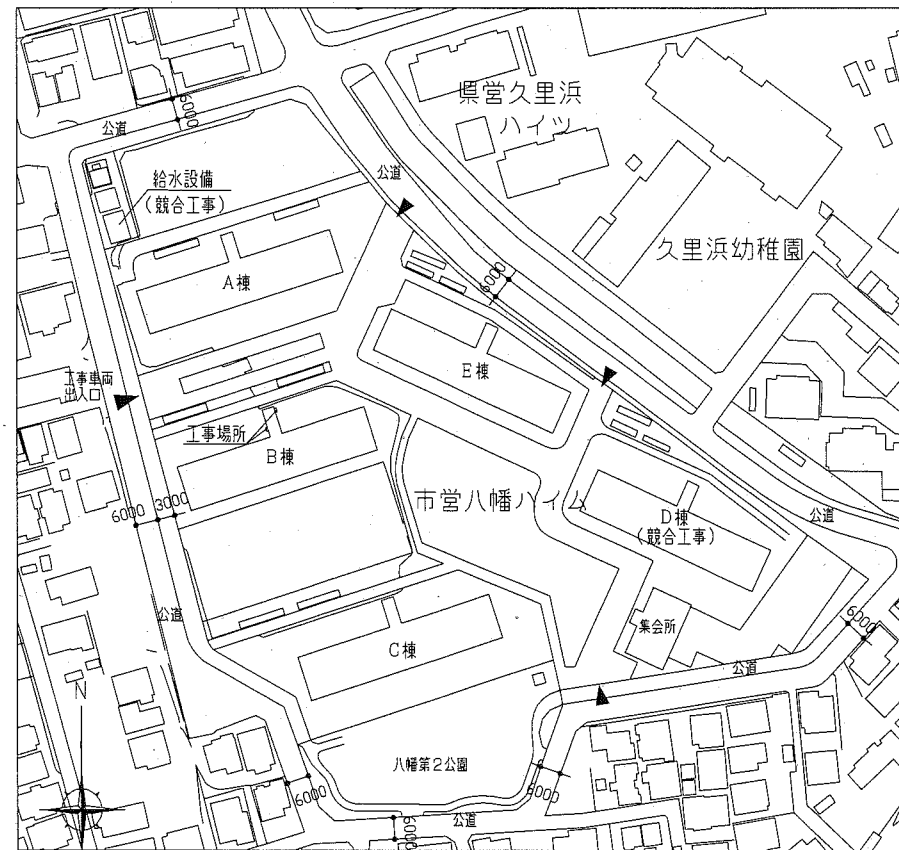 県営久里浜
ハイツ
6000
公道
給水設備
(競合工事)
公道
久里浜幼稚園
A棟
6000
E棟
工事車両
出入口
工事場所
B棟
市営八幡ハイム
6000
3000
D棟
(競合工事)
公道
公道
集会所
6000
C棟
公道
N
八幡第2公園
6000
6000
公道
6000